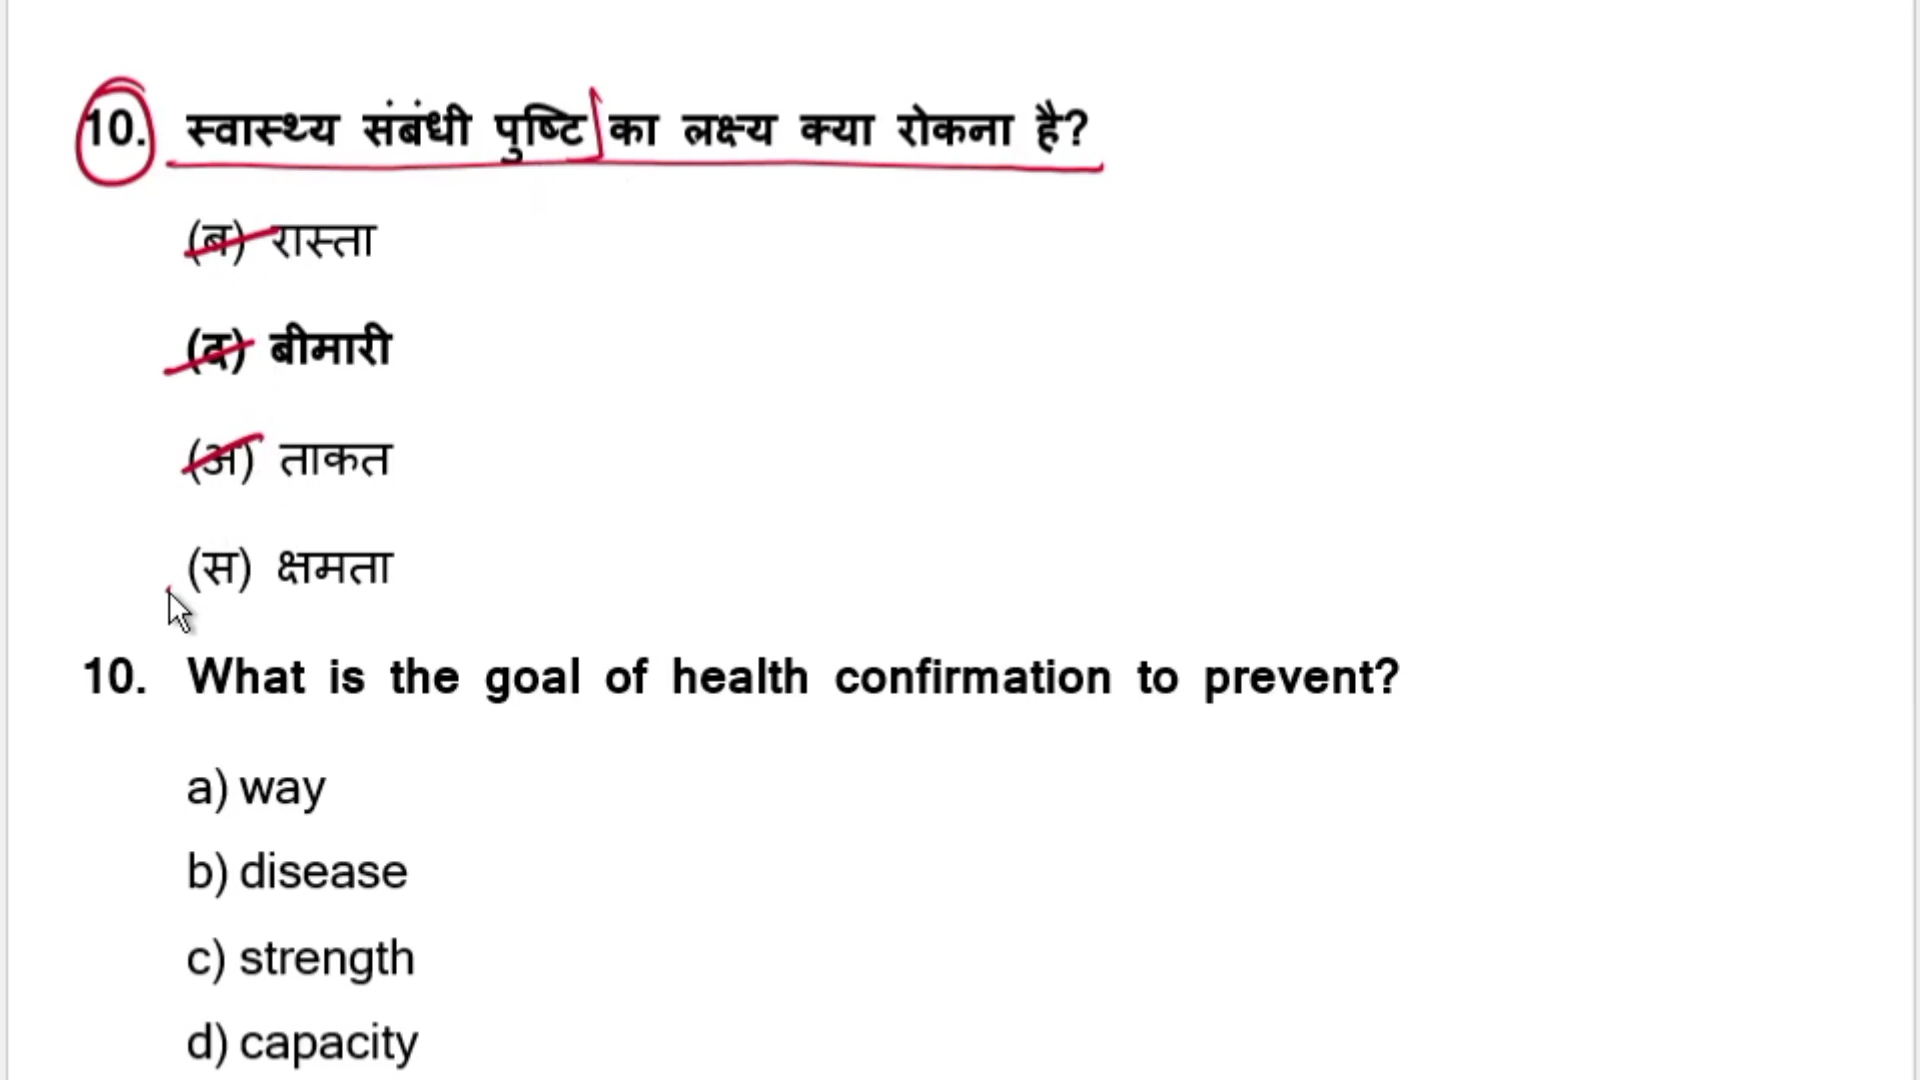 10. स्वास्थ्य संबंधी पुष्टि का लक्ष्य क्या रोकना है?
(ब) रास्ता
(द) बीमारी
(अ) ताकत
(स) क्षमता
10. What is the goal of health confirmation to prevent?
a) way
b) disease
c) strength
d) capacity